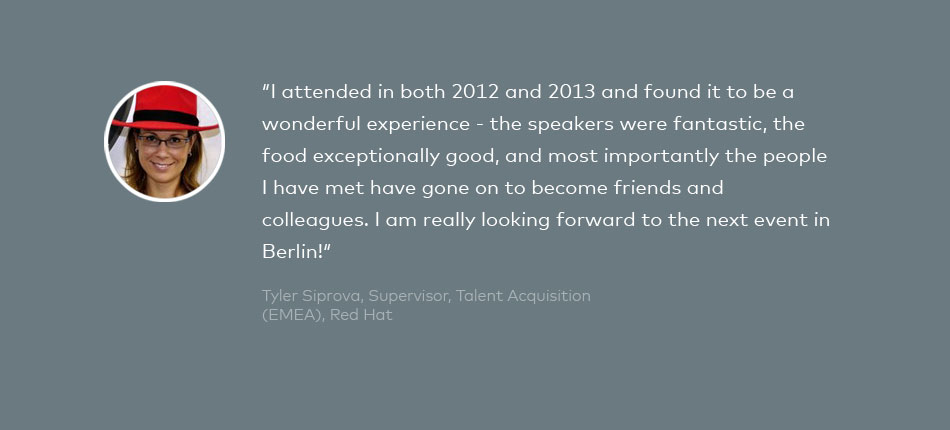 "I attended in both 2012 and 2013 and found it to be a
wonderful experience - the speakers were fantastic, the
food exceptionally good, and most importantly the people
I have met have gone on to become friends and
colleagues. I am really looking forward to the next event in
Berlin!"
Tyler Siprova, Supervisor, Talent Acquisition
(EMEA), Red Hat